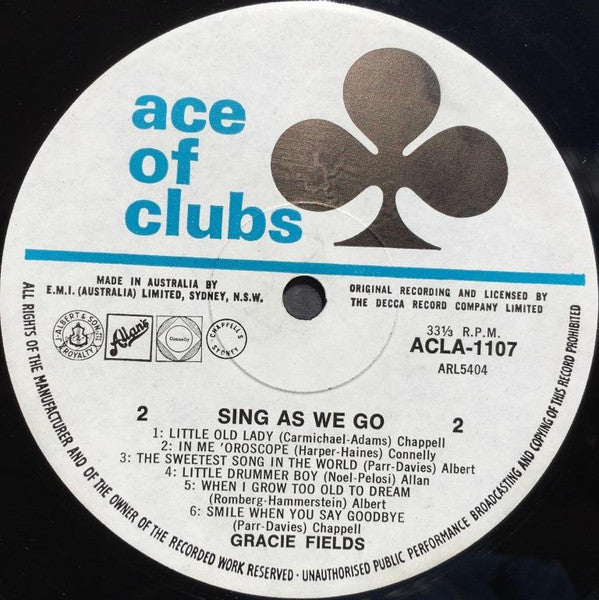 ace
of
clubs
MADE IN AUSTRALIA BY
E.M.I. (AUSTRALIA) LIMITED, SYDNEY, N.S.W.
ORIGINAL RECORDING AND LICENSED BY
THE DECCA RECORD COMPANY LIMITED
J. ALBERT & SON
ROYALTY
Allan's
Connelly
CHAPPELL'S
SYDNEY
33⅓ R.P.M.
ACLA-1107
ARL5404
2 SING AS WE GO 2
1: LITTLE OLD LADY (Carmichael-Adams) Chappell
2: IN ME 'OROSCOPE (Harper-Haines) Connelly
3: THE SWEETEST SONG IN THE WORLD (Parr-Davies) Albert
4: LITTLE DRUMMER BOY (Noel-Pelosi) Allan
5: WHEN I GROW TOO OLD TO DREAM
(Romberg-Hammerstein) Albert
6: SMILE WHEN YOU SAY GOODBYE
(Parr-Davies) Chappell
GRACIE FIELDS
ALL RIGHTS OF THE MANUFACTURER AND OF THE OWNER OF THE RECORDED WORK RESERVED · UNAUTHORISED PUBLIC PERFORMANCE BROADCASTING AND COPYING OF THIS RECORD PROHIBITED